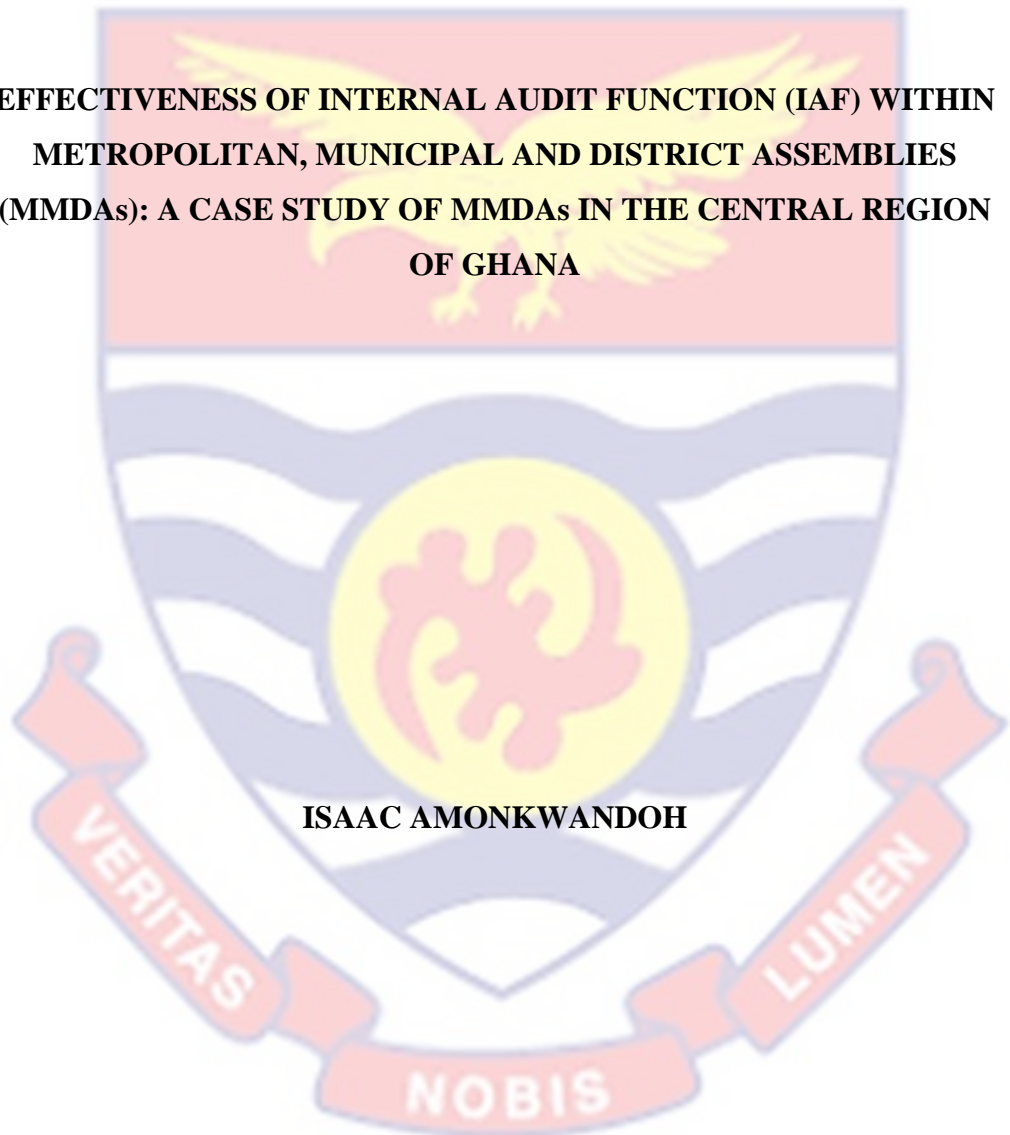 EFFECTIVENESS OF INTERNAL AUDIT FUNCTION (IAF) WITHIN
METROPOLITAN, MUNICIPAL AND DISTRICT ASSEMBLIES
(MMDAs): A CASE STUDY OF MMDAs IN THE CENTRAL REGION
OF GHANA
ISAAC AMONKWANDOH
VERITAS
NOBIS
LUMEN